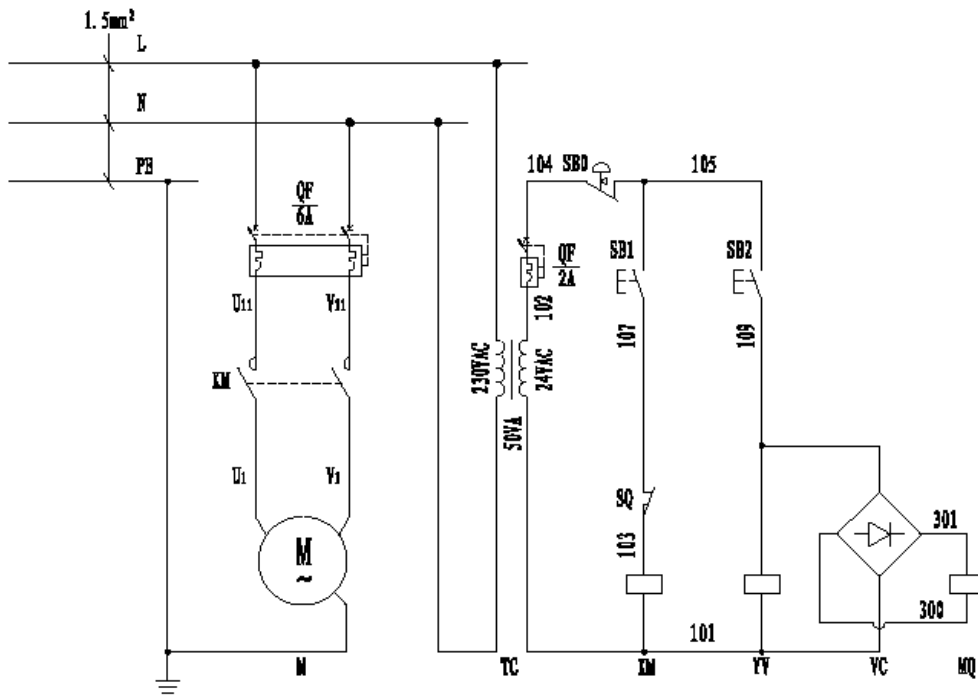 1.5mm²
L
N
PE
QF
6A
U11
V11
KM
U1
V1
M
~
M
230VAC
24VAC
50VA
TC
102
QF
2A
104
SB0
105
SB1
107
SQ
103
KM
SB2
109
101
YV
VC
301
300
MQ